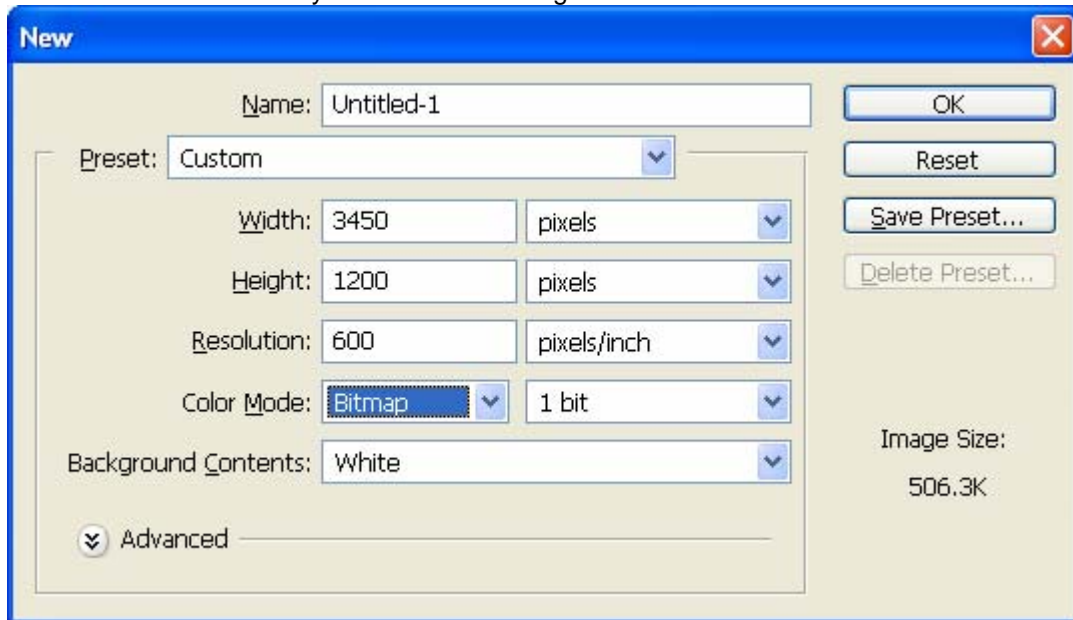 New
Name: Untitled-1
OK
Preset: Custom
Reset
Width: 3450 pixels
Save Preset...
Height: 1200 pixels
Delete Preset...
Resolution: 600 pixels/inch
Color Mode: Bitmap 1 bit
Background Contents: White
Image Size:
506.3K
Advanced